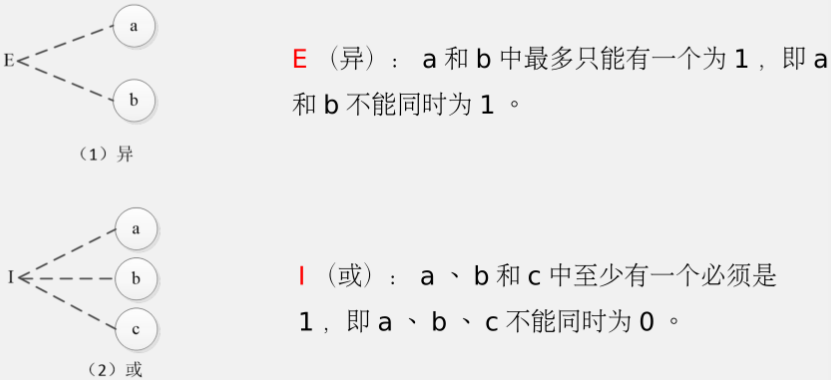 a
E
b
(1) 异
E (异) : a 和 b 中最多只能有一个为 1 , 即 a
和 b 不能同时为 1 。
a
I
b
c
(2) 或
I (或) : a 、 b 和 c 中至少有一个必须是
1 , 即 a 、 b 、 c 不能同时为 0 。